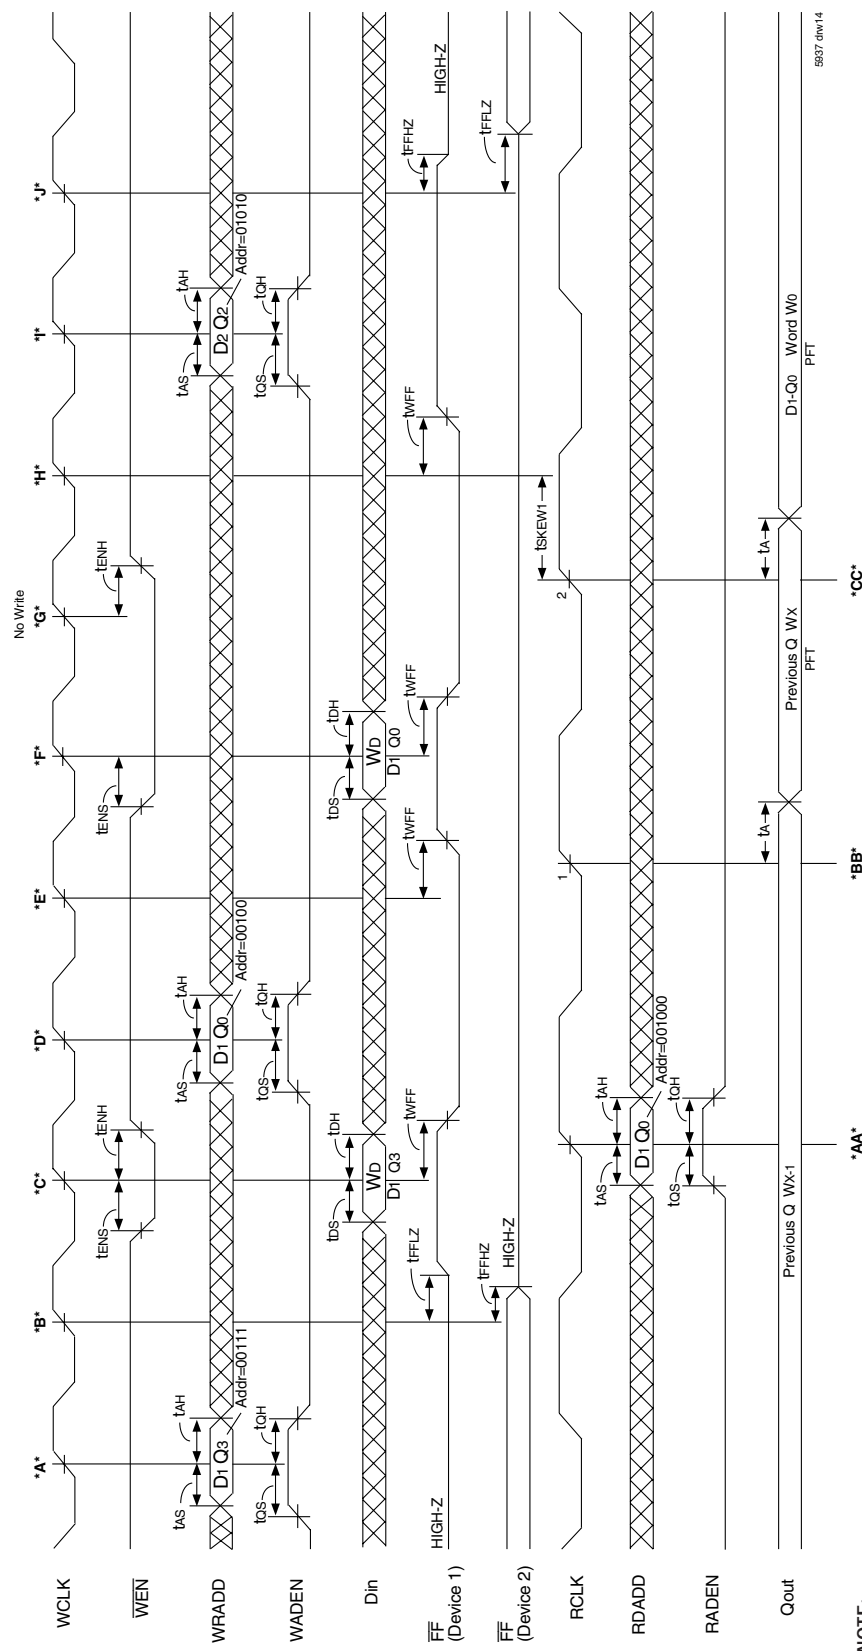 No Write
*A* *B* *C* *D* *E* *F* *G* *H* *I* *J*
WCLK
tENS tENH tENS tENH
WEN
tAS tAH tAS tAH tAS tAH
WRADD D1 Q3 D1 Q0 D2 Q2
Addr=00111 Addr=00100 Addr=01010
tQS tQH tQS tQH tQS tQH
WADEN
tDS tDH tDS tDH
Din WD WD
D1 Q3 D1 Q0
tFFLZ tWFF tWFF tWFF tWFF tFFHZ
FF HIGH-Z HIGH-Z
(Device 1)
tFFHZ tFFLZ
FF HIGH-Z
(Device 2)
tSKEW1
RCLK 1 2
tAS tAH
RDADD D1 Q0
Addr=001000
tQS tQH
RADEN
tA tA
Qout Previous Q WX-1 Previous Q WX D1-Q0 Word W0
PFT PFT
*AA* *BB* *CC*
5937 drw14
NOTE: